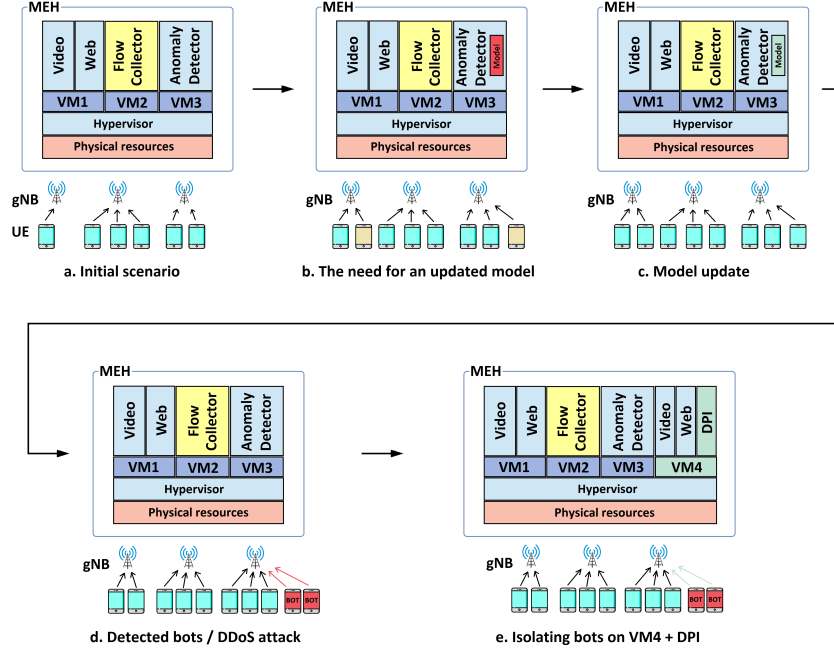 MEH
Video
Web
Flow
Collector
Anomaly
Detector
VM1
VM2
VM3
Hypervisor
Physical resources
gNB
UE
a. Initial scenario
MEH
Video
Web
Flow
Collector
Anomaly
Detector
Model
VM1
VM2
VM3
Hypervisor
Physical resources
gNB
b. The need for an updated model
MEH
Video
Web
Flow
Collector
Anomaly
Detector
Model
VM1
VM2
VM3
Hypervisor
Physical resources
gNB
c. Model update
MEH
Video
Web
Flow
Collector
Anomaly
Detector
VM1
VM2
VM3
Hypervisor
Physical resources
gNB
BOT
BOT
d. Detected bots / DDoS attack
MEH
Video
Web
Flow
Collector
Anomaly
Detector
Video
Web
DPI
VM1
VM2
VM3
VM4
Hypervisor
Physical resources
gNB
BOT
BOT
e. Isolating bots on VM4 + DPI